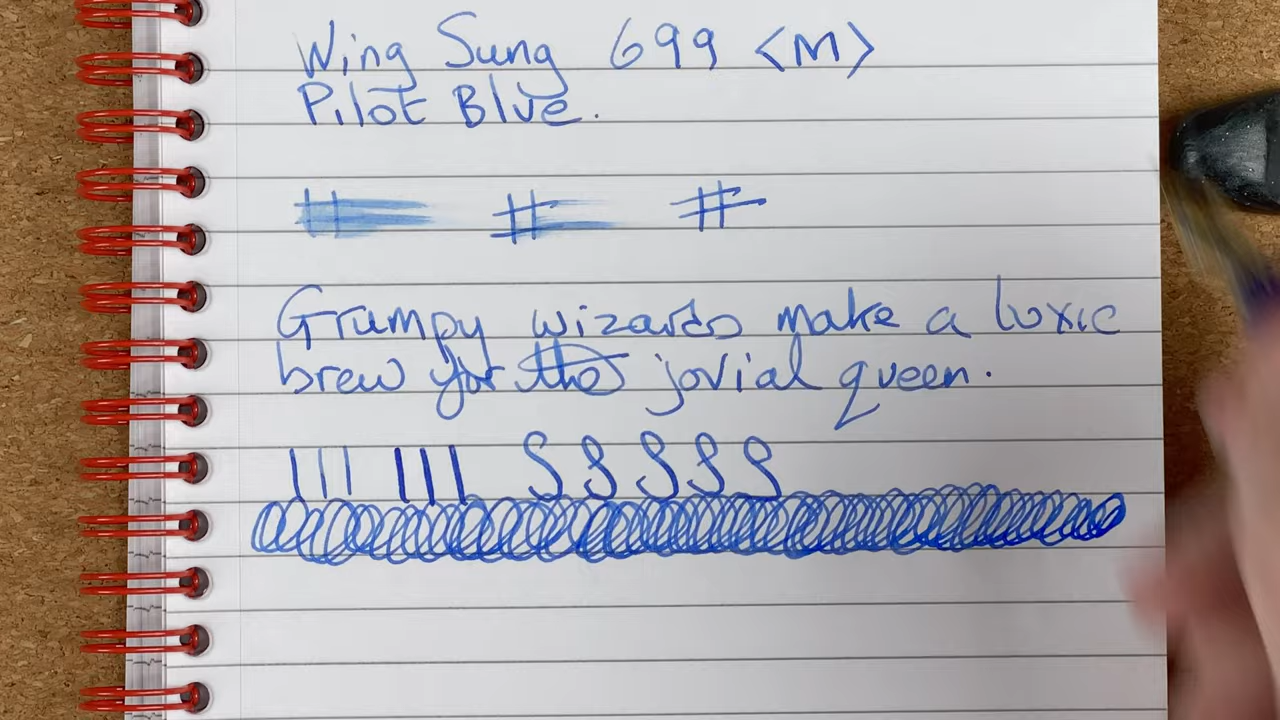 Wing Sung 699 <M>
Pilot Blue.
# # #
Grumpy wizards make a toxic
brew for the jovial queen.